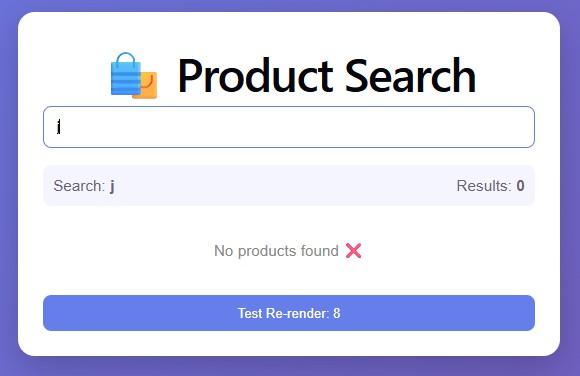 Product Search
j
Search: j Results: 0
No products found ❌
Test Re-render: 8